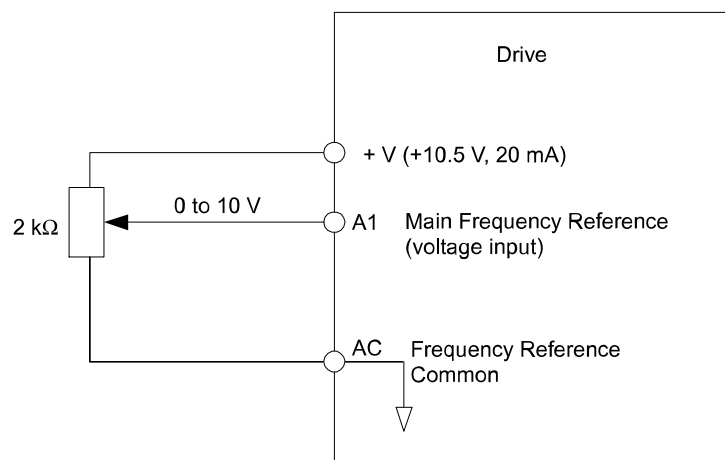 Drive
+ V (+10.5 V, 20 mA)
0 to 10 V
2 kΩ
A1
Main Frequency Reference
(voltage input)
AC
Frequency Reference
Common